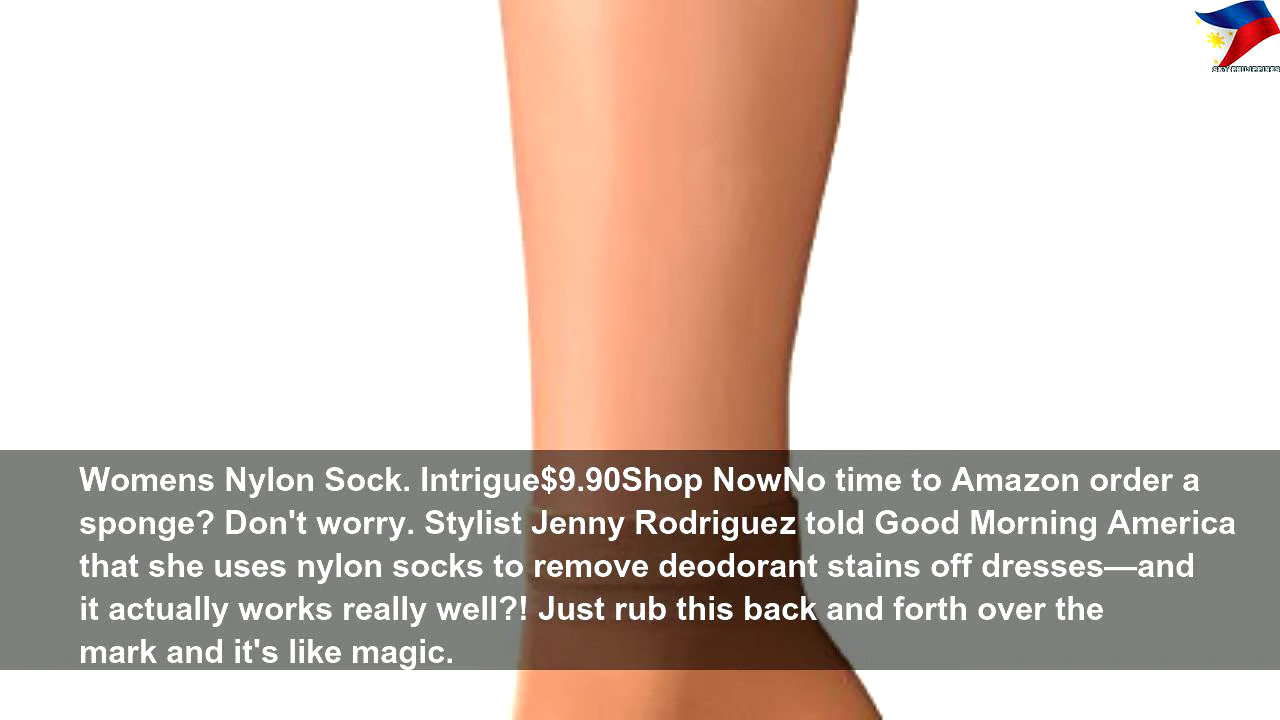 SKY PHILIPPINES
Womens Nylon Sock. Intrigue$9.90Shop NowNo time to Amazon order a
sponge? Don't worry. Stylist Jenny Rodriguez told Good Morning America
that she uses nylon socks to remove deodorant stains off dresses—and
it actually works really well?! Just rub this back and forth over the
mark and it's like magic.